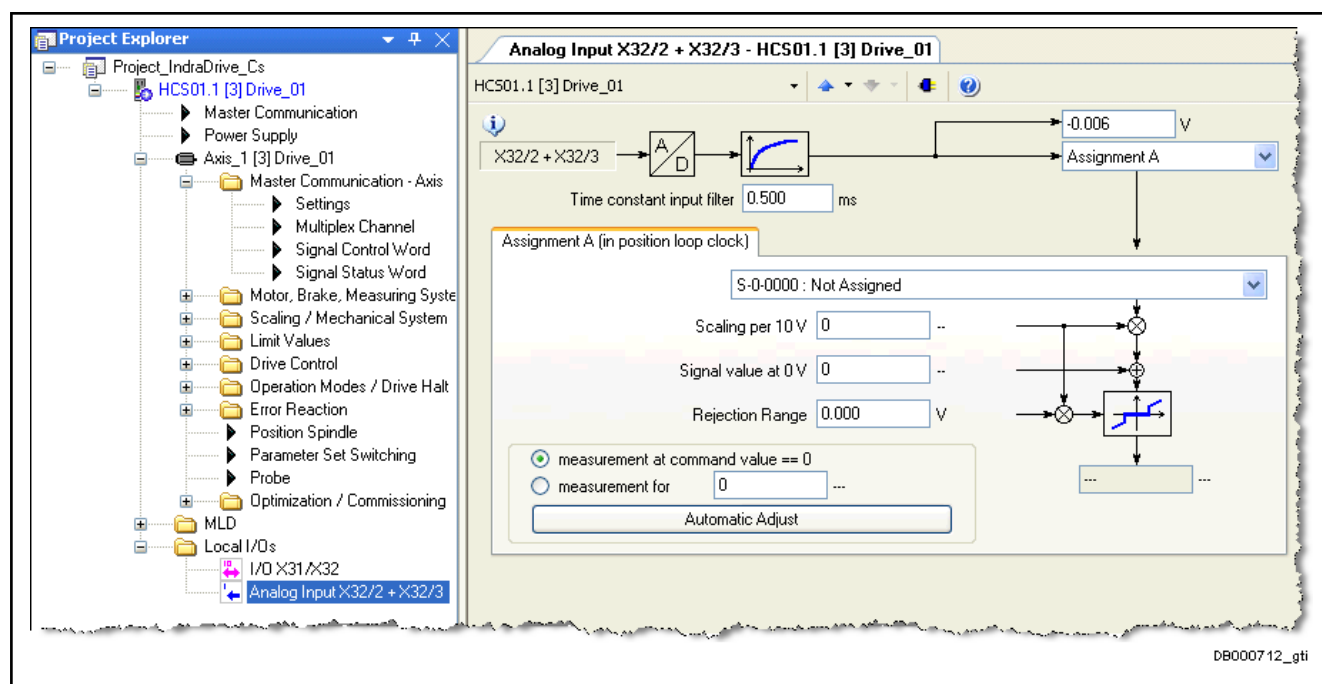 Project Explorer
Project_IndraDrive_Cs
HCS01.1 [3] Drive_01
Master Communication
Power Supply
Axis_1 [3] Drive_01
Master Communication - Axis
Settings
Multiplex Channel
Signal Control Word
Signal Status Word
Motor, Brake, Measuring Syste
Scaling / Mechanical System
Limit Values
Drive Control
Operation Modes / Drive Halt
Error Reaction
Position Spindle
Parameter Set Switching
Probe
Optimization / Commissioning
MLD
Local I/Os
I/O X31/X32
Analog Input X32/2 + X32/3
Analog Input X32/2 + X32/3 - HCS01.1 [3] Drive_01
HCS01.1 [3] Drive_01
-0.006 V
X32/2 + X32/3 A/D Assignment A
Time constant input filter 0.500 ms
Assignment A (in position loop clock)
S-0-0000 : Not Assigned
Scaling per 10 V 0 --
Signal value at 0 V 0 --
Rejection Range 0.000 V
measurement at command value == 0
measurement for 0 ---
--- ---
Automatic Adjust
DB000712_gti